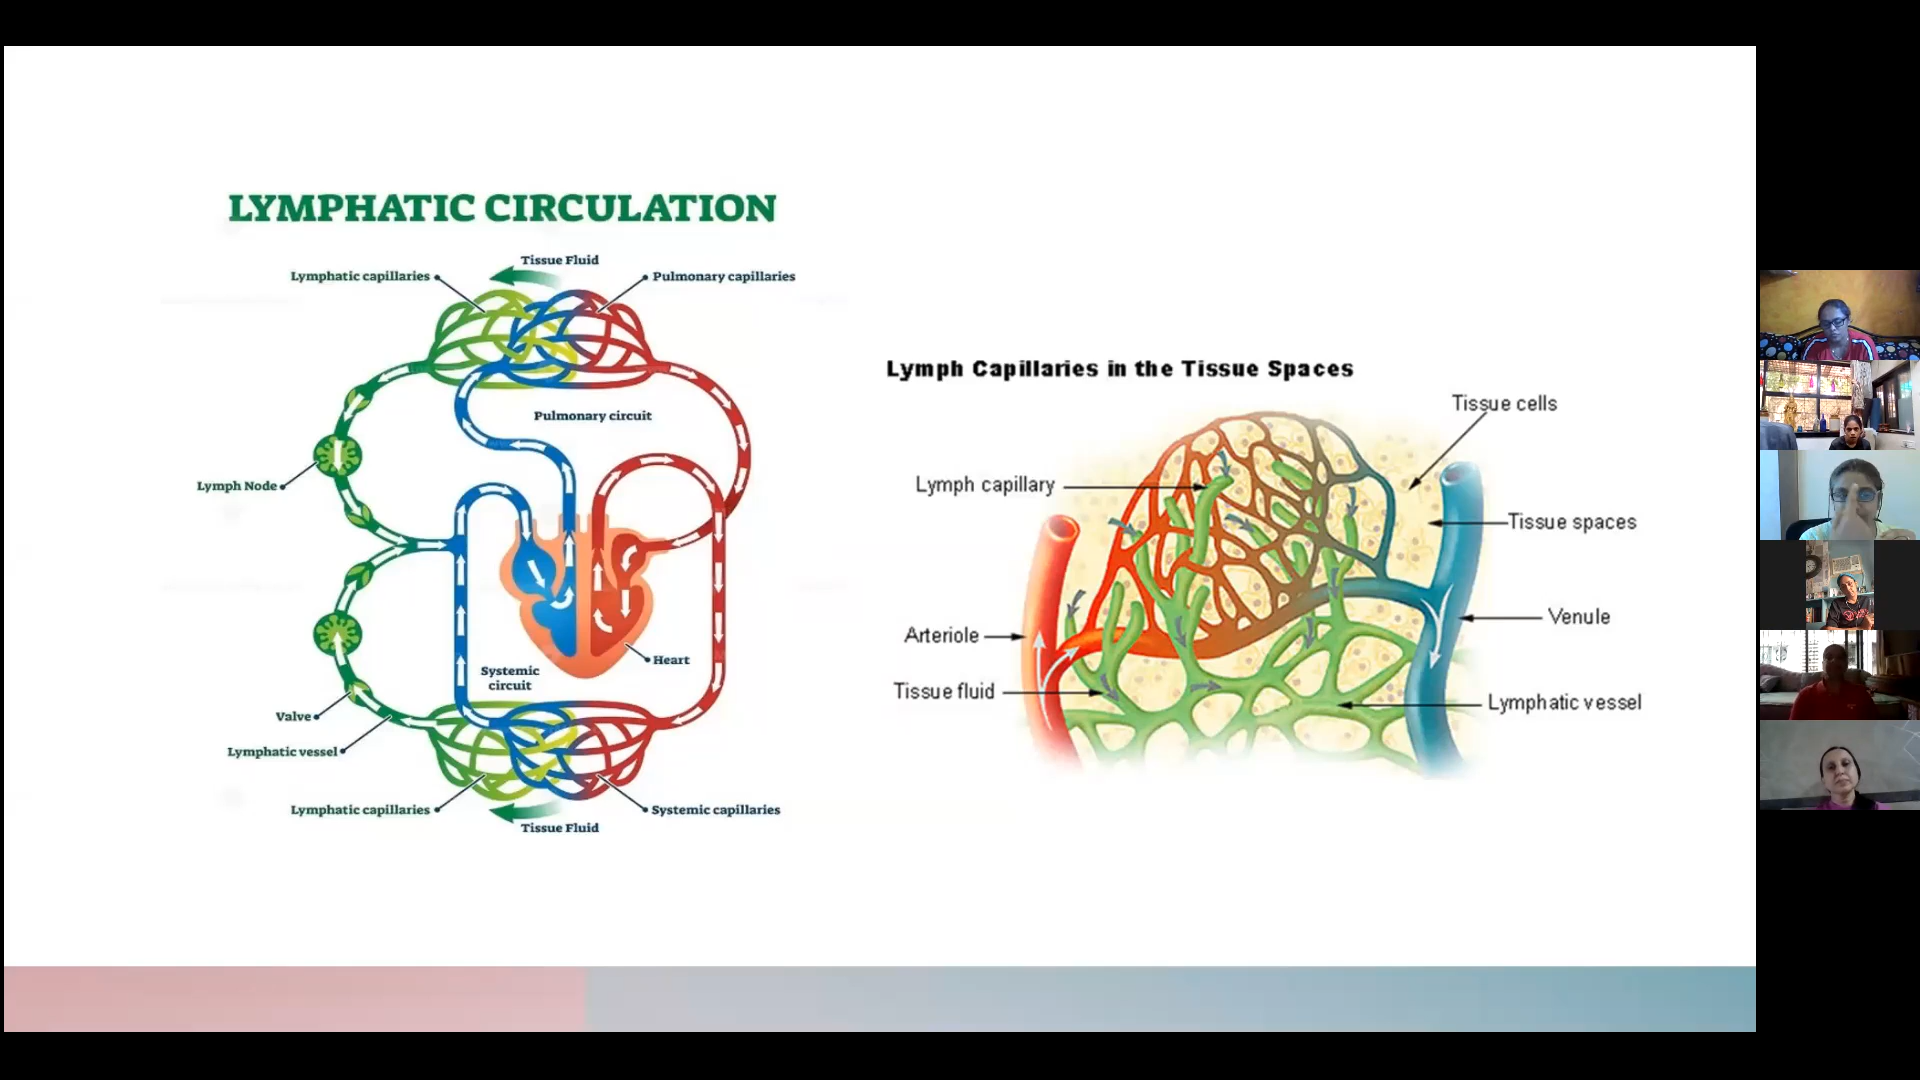 LYMPHATIC CIRCULATION
Tissue Fluid
Lymphatic capillaries
Pulmonary capillaries
Pulmonary circuit
Lymph Node
Heart
Systemic
circuit
Valve
Lymphatic vessel
Lymphatic capillaries
Systemic capillaries
Tissue Fluid
Lymph Capillaries in the Tissue Spaces
Tissue cells
Lymph capillary
Tissue spaces
Venule
Arteriole
Tissue fluid
Lymphatic vessel